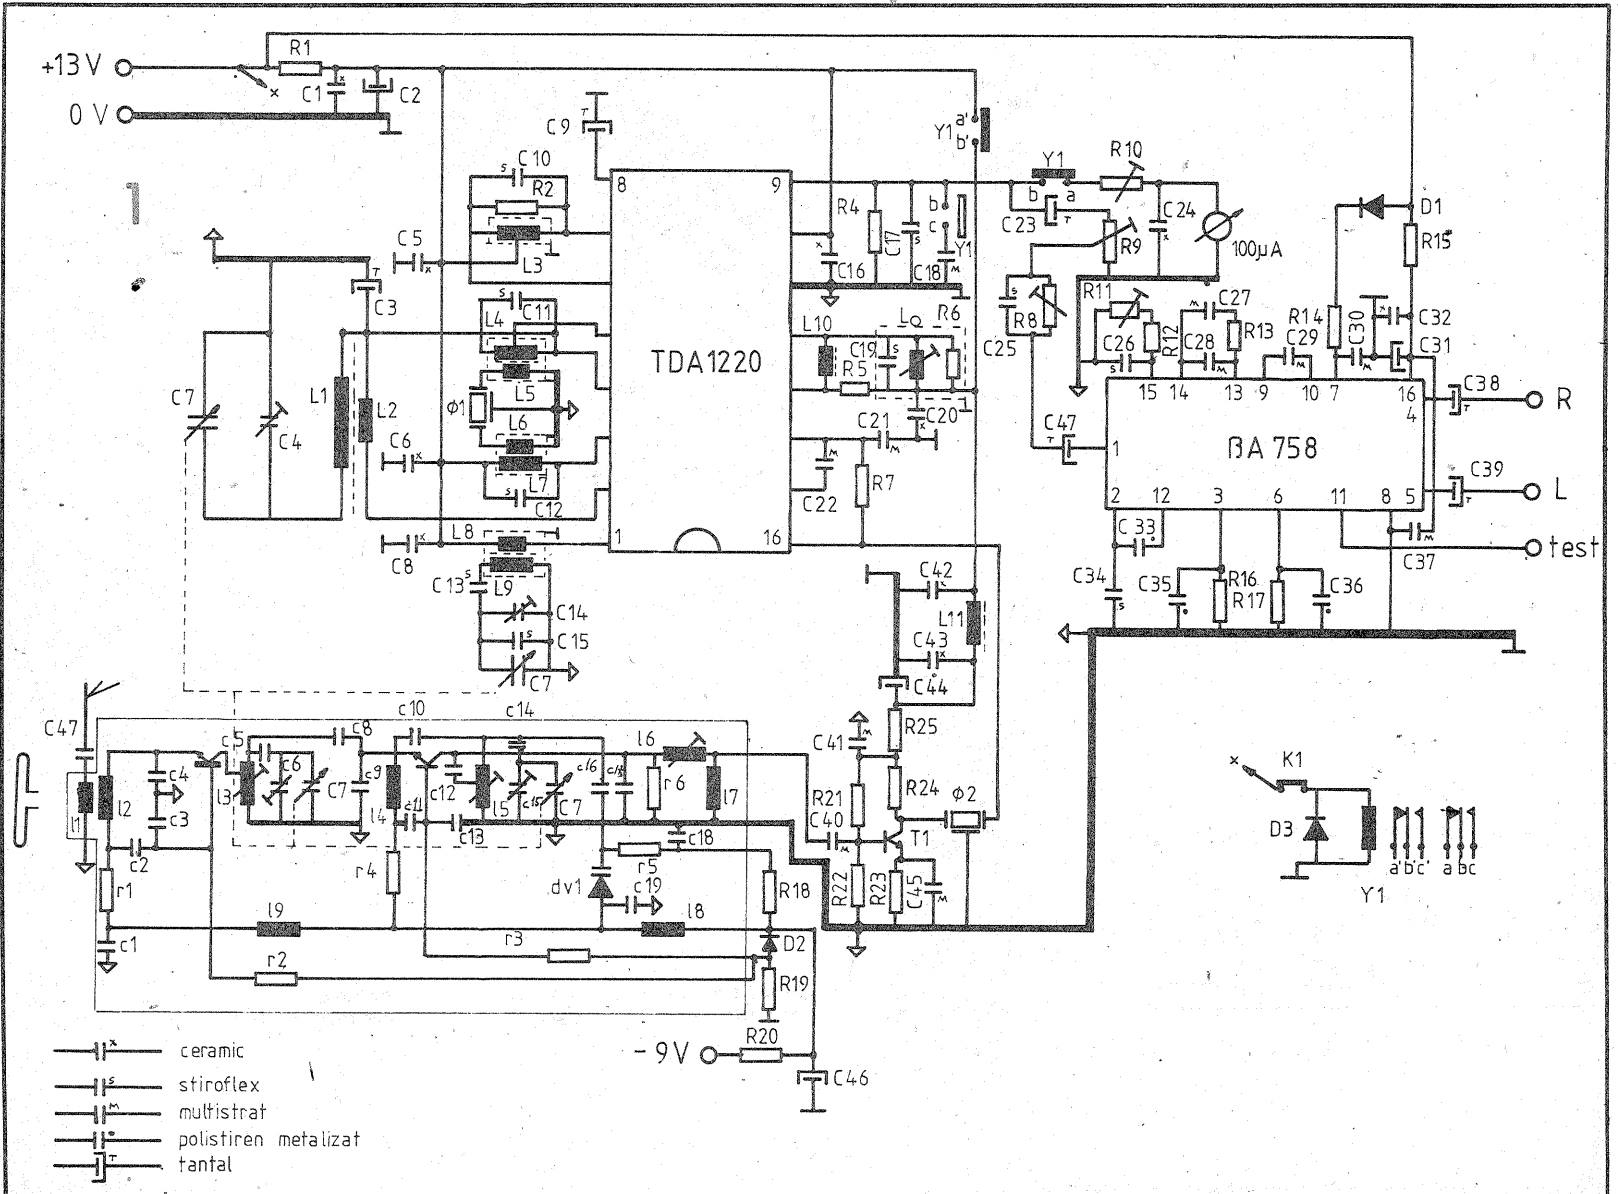 +13V
R1
x
C1
x
C2
0 V
1
C9
T
Y1
a'
b'
C10
s
R2
L3
C5
x
8
9
R4
C17
s
b
c
Y1
C18
M
x
C16
Y1
b
a
R10
C23
T
R9
C24
x
100µA
D1
R15
T
C3
C11
s
L4
L5
Φ1
L6
L7
C12
s
C6
x
TDA1220
L10
C19
s
Lo
R6
R5
C20
x
C21
M
C22
M
R7
R8
s
C25
R11
R12
C26
s
C27
M
C28
M
R13
C29
M
R14
C30
M
x
C32
C31
C7
C4
L1
L2
C47
T
15
14
13
9
10
7
16
4
1
βA 758
2
12
3
6
11
8
5
C38
T
R
C39
T
L
test
C37
M
1
16
C8
x
L8
L9
C13
s
C14
C15
s
C7
C42
x
L11
C43
x
C44
C33
C34
s
C35
R16
R17
C36
C47
l1
l2
c4
c3
c2
r1
c1
c5
l3
c6
C7
c8
c9
c10
l4
c11
r4
c12
c13
l5
c14
c15
C7
c16
l6
r6
l7
c18
r5
dv1
c19
l9
l8
r3
r2
C41
M
R25
R24
R21
C40
M
Φ2
T1
R22
R23
C45
M
R18
D2
R19
x
K1
D3
Y1
a'b'c'
a b c
- 9V
R20
C46
x
ceramic
s
stiroflex
M
multistrat
polistiren metalizat
T
tantal